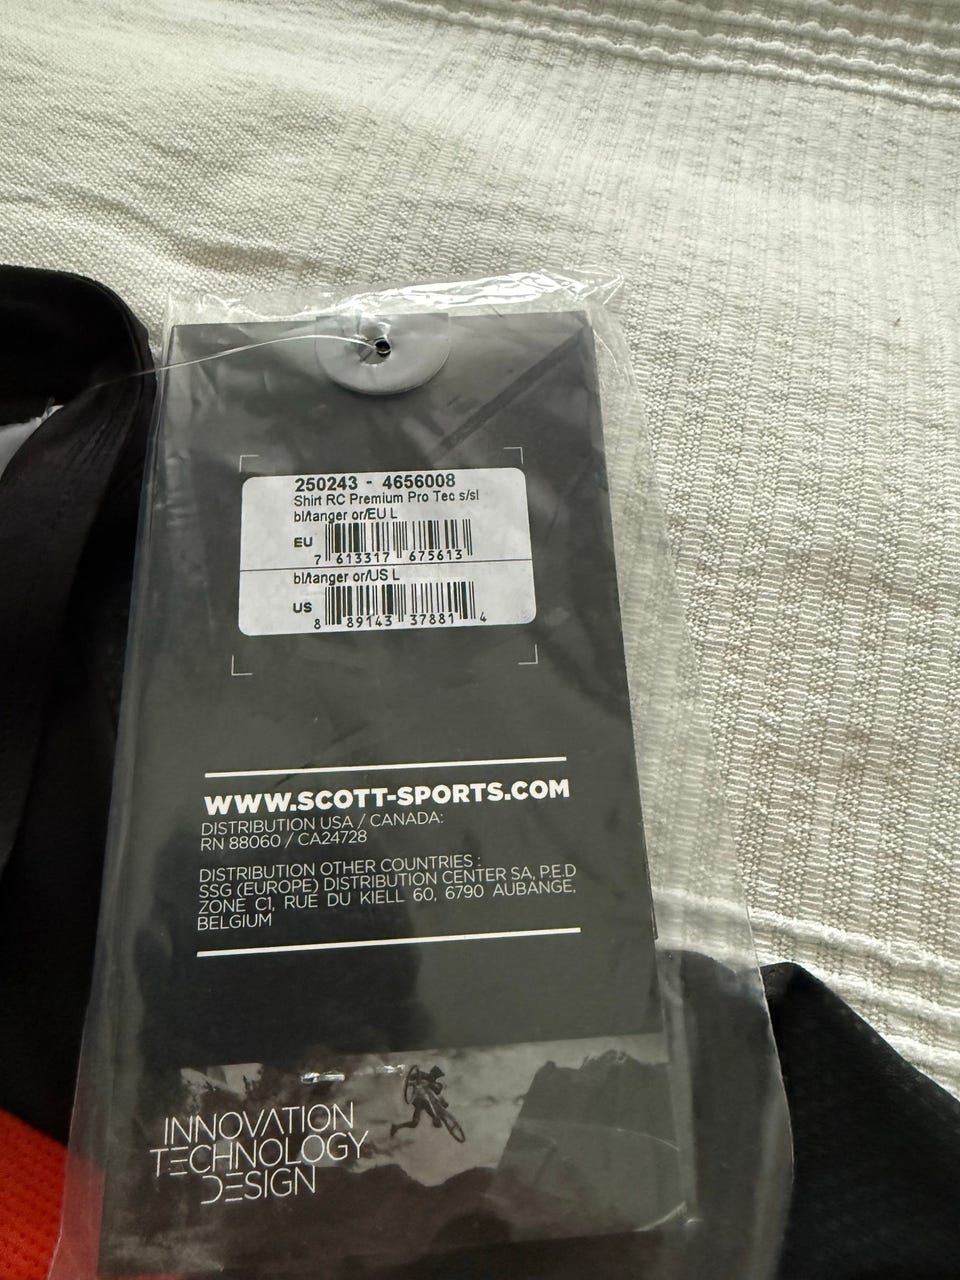 250243 - 4656008
Shirt RC Premium Pro Tec s/sl
bl/tanger or/EU L
EU
7 613317 675613
bl/tanger or/US L
US
8 89143 37881 4
WWW.SCOTT-SPORTS.COM
DISTRIBUTION USA / CANADA:
RN 88060 / CA24728
DISTRIBUTION OTHER COUNTRIES :
SSG (EUROPE) DISTRIBUTION CENTER SA, P.E.D
ZONE C1, RUE DU KIELL 60, 6790 AUBANGE,
BELGIUM
INNOVATION
TECHNOLOGY
DESIGN